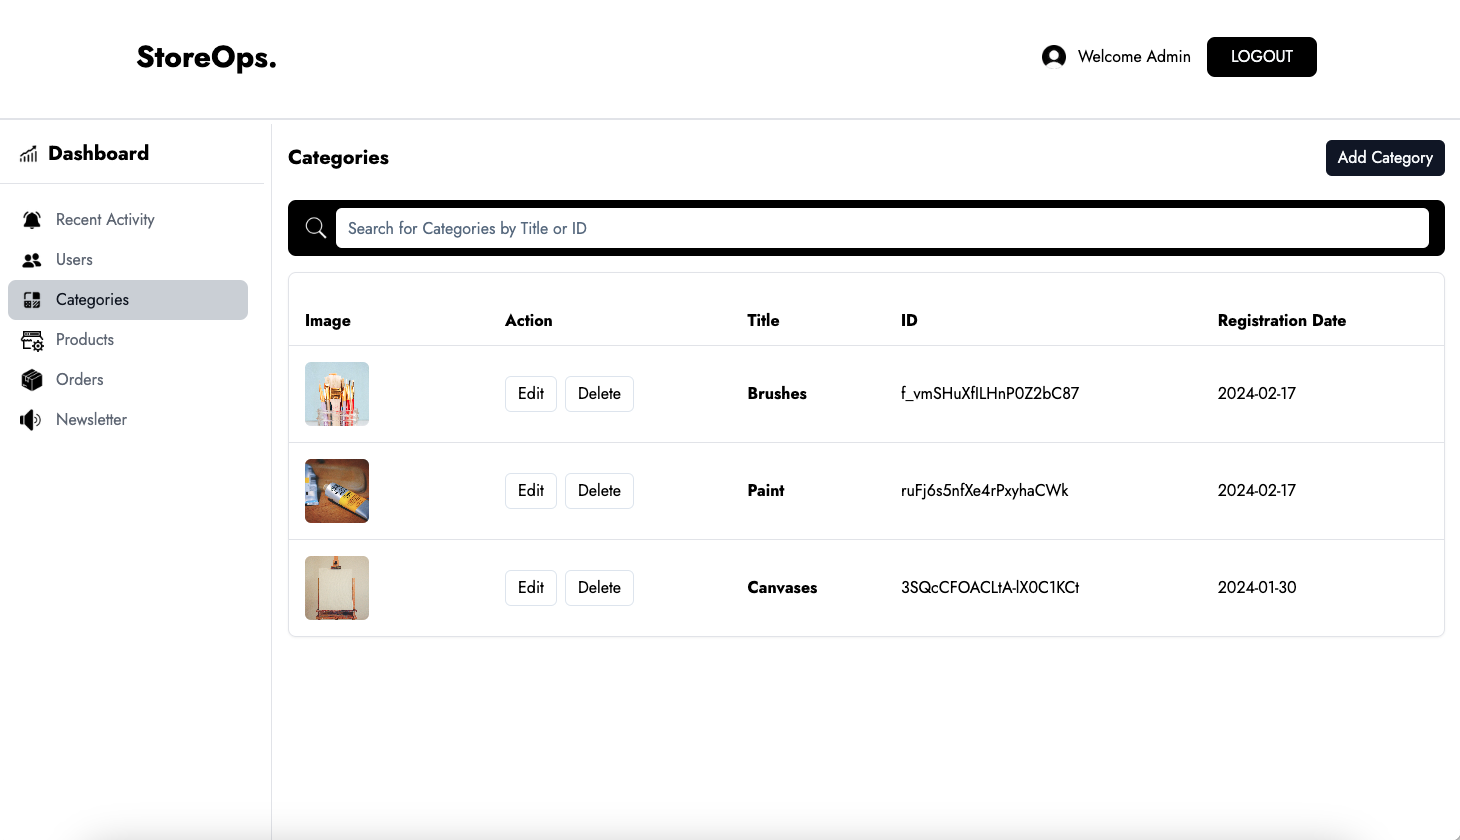 StoreOps.
Welcome Admin
LOGOUT
Dashboard
Recent Activity
Users
Categories
Products
Orders
Newsletter
Categories
Add Category
Search for Categories by Title or ID
Image Action Title ID Registration Date
Edit Delete Brushes f_vmSHuXfILHnP0Z2bC87 2024-02-17
Edit Delete Paint ruFj6s5nfXe4rPxyhaCWk 2024-02-17
Edit Delete Canvases 3SQcCFOACLtA-lX0C1KCt 2024-01-30